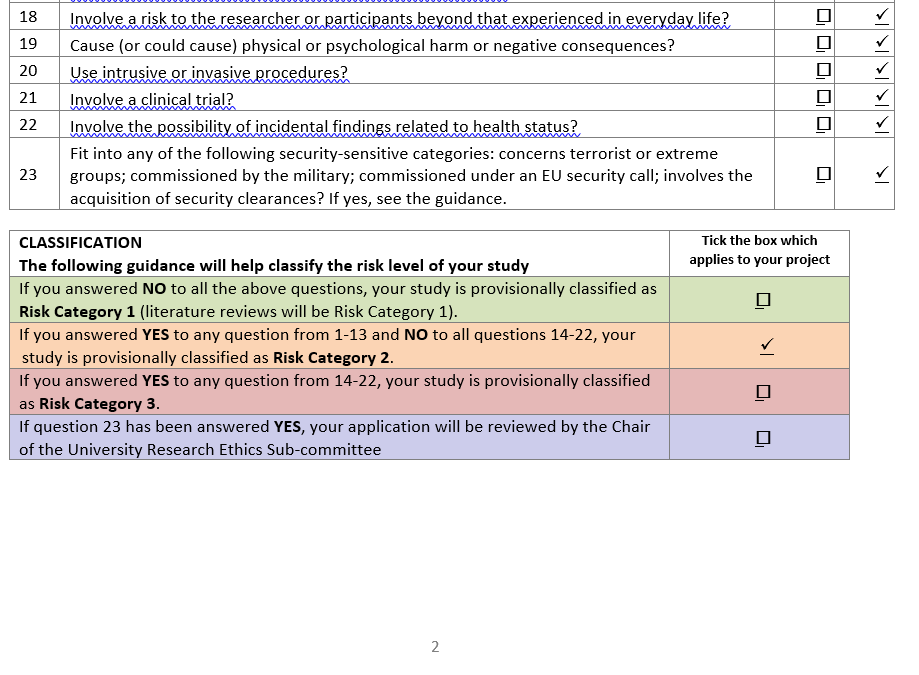 18 Involve a risk to the researcher or participants beyond that experienced in everyday life? ☐ ✓
19 Cause (or could cause) physical or psychological harm or negative consequences? ☐ ✓
20 Use intrusive or invasive procedures? ☐ ✓
21 Involve a clinical trial? ☐ ✓
22 Involve the possibility of incidental findings related to health status? ☐ ✓
23 Fit into any of the following security-sensitive categories: concerns terrorist or extreme
groups; commissioned by the military; commissioned under an EU security call; involves the
acquisition of security clearances? If yes, see the guidance. ☐ ✓
CLASSIFICATION
The following guidance will help classify the risk level of your study
Tick the box which
applies to your project
If you answered NO to all the above questions, your study is provisionally classified as
Risk Category 1 (literature reviews will be Risk Category 1). ☐
If you answered YES to any question from 1-13 and NO to all questions 14-22, your
study is provisionally classified as Risk Category 2. ✓
If you answered YES to any question from 14-22, your study is provisionally classified
as Risk Category 3. ☐
If question 23 has been answered YES, your application will be reviewed by the Chair
of the University Research Ethics Sub-committee ☐
2